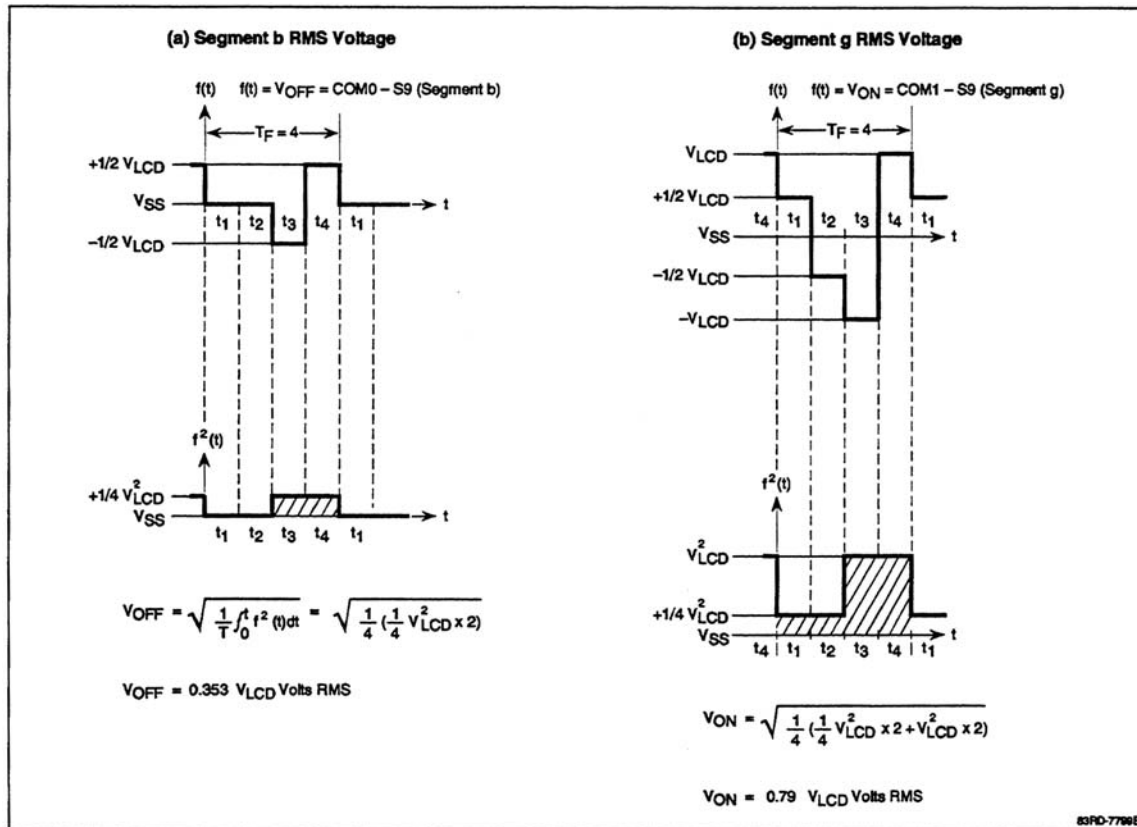 (a) Segment b RMS Voltage
f(t) f(t) = VOFF = COM0 – S9 (Segment b)
TF = 4
+1/2 VLCD
VSS
t
t1 t2 t3 t4 t1
–1/2 VLCD
f²(t)
+1/4 V²LCD
VSS
t
t1 t2 t3 t4 t1
VOFF = √(1/T ∫₀ᵗ f² (t)dt) = √(1/4 (1/4 V²LCD x 2))
VOFF = 0.353 VLCD Volts RMS
(b) Segment g RMS Voltage
f(t) f(t) = VON = COM1 – S9 (Segment g)
TF = 4
VLCD
+1/2 VLCD
t4 t1 t2 t3 t4 t1
VSS
t
–1/2 VLCD
–VLCD
f²(t)
V²LCD
+1/4 V²LCD
VSS
t
t4 t1 t2 t3 t4 t1
VON = √(1/4 (1/4 V²LCD x 2 + V²LCD x 2))
VON = 0.79 VLCD Volts RMS
83RD-7799B